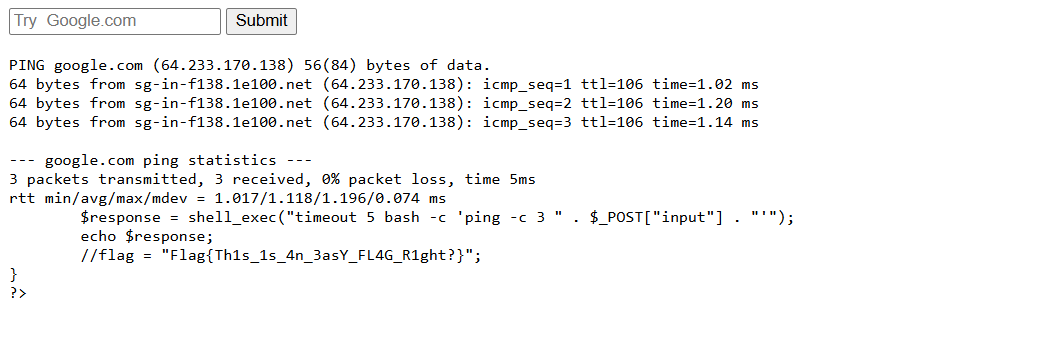 Try  Google.com Submit
PING google.com (64.233.170.138) 56(84) bytes of data.
64 bytes from sg-in-f138.1e100.net (64.233.170.138): icmp_seq=1 ttl=106 time=1.02 ms
64 bytes from sg-in-f138.1e100.net (64.233.170.138): icmp_seq=2 ttl=106 time=1.20 ms
64 bytes from sg-in-f138.1e100.net (64.233.170.138): icmp_seq=3 ttl=106 time=1.14 ms
--- google.com ping statistics ---
3 packets transmitted, 3 received, 0% packet loss, time 5ms
rtt min/avg/max/mdev = 1.017/1.118/1.196/0.074 ms
        $response = shell_exec("timeout 5 bash -c 'ping -c 3 " . $_POST["input"] . "'");
        echo $response;
        //flag = "Flag{Th1s_1s_4n_3asY_FL4G_R1ght?}";
}
?>